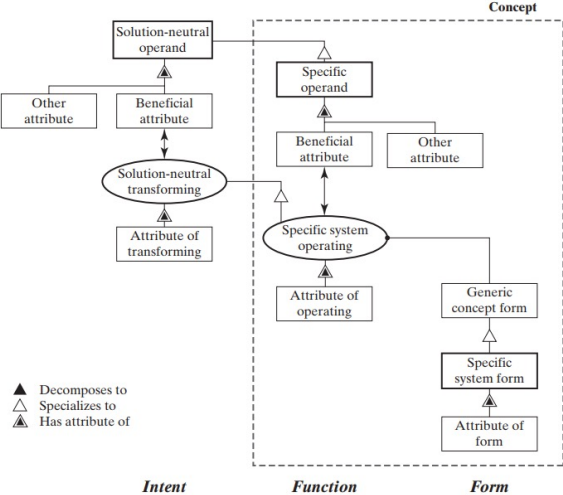 Concept
Solution-neutral
operand
Specific
operand
Other
attribute
Beneficial
attribute
Beneficial
attribute
Other
attribute
Solution-neutral
transforming
Specific system
operating
Attribute of
transforming
Attribute of
operating
Generic
concept form
Specific
system form
Attribute of
form
Decomposes to
Specializes to
Has attribute of
Intent
Function
Form